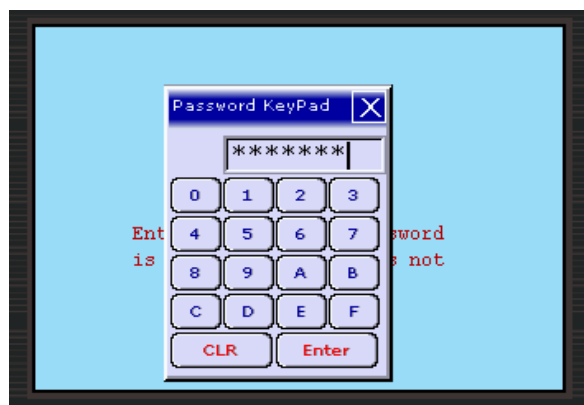 Password KeyPad X
*******
0 1 2 3
4 5 6 7
8 9 A B
C D E F
CLR Enter
Ent sword
is not